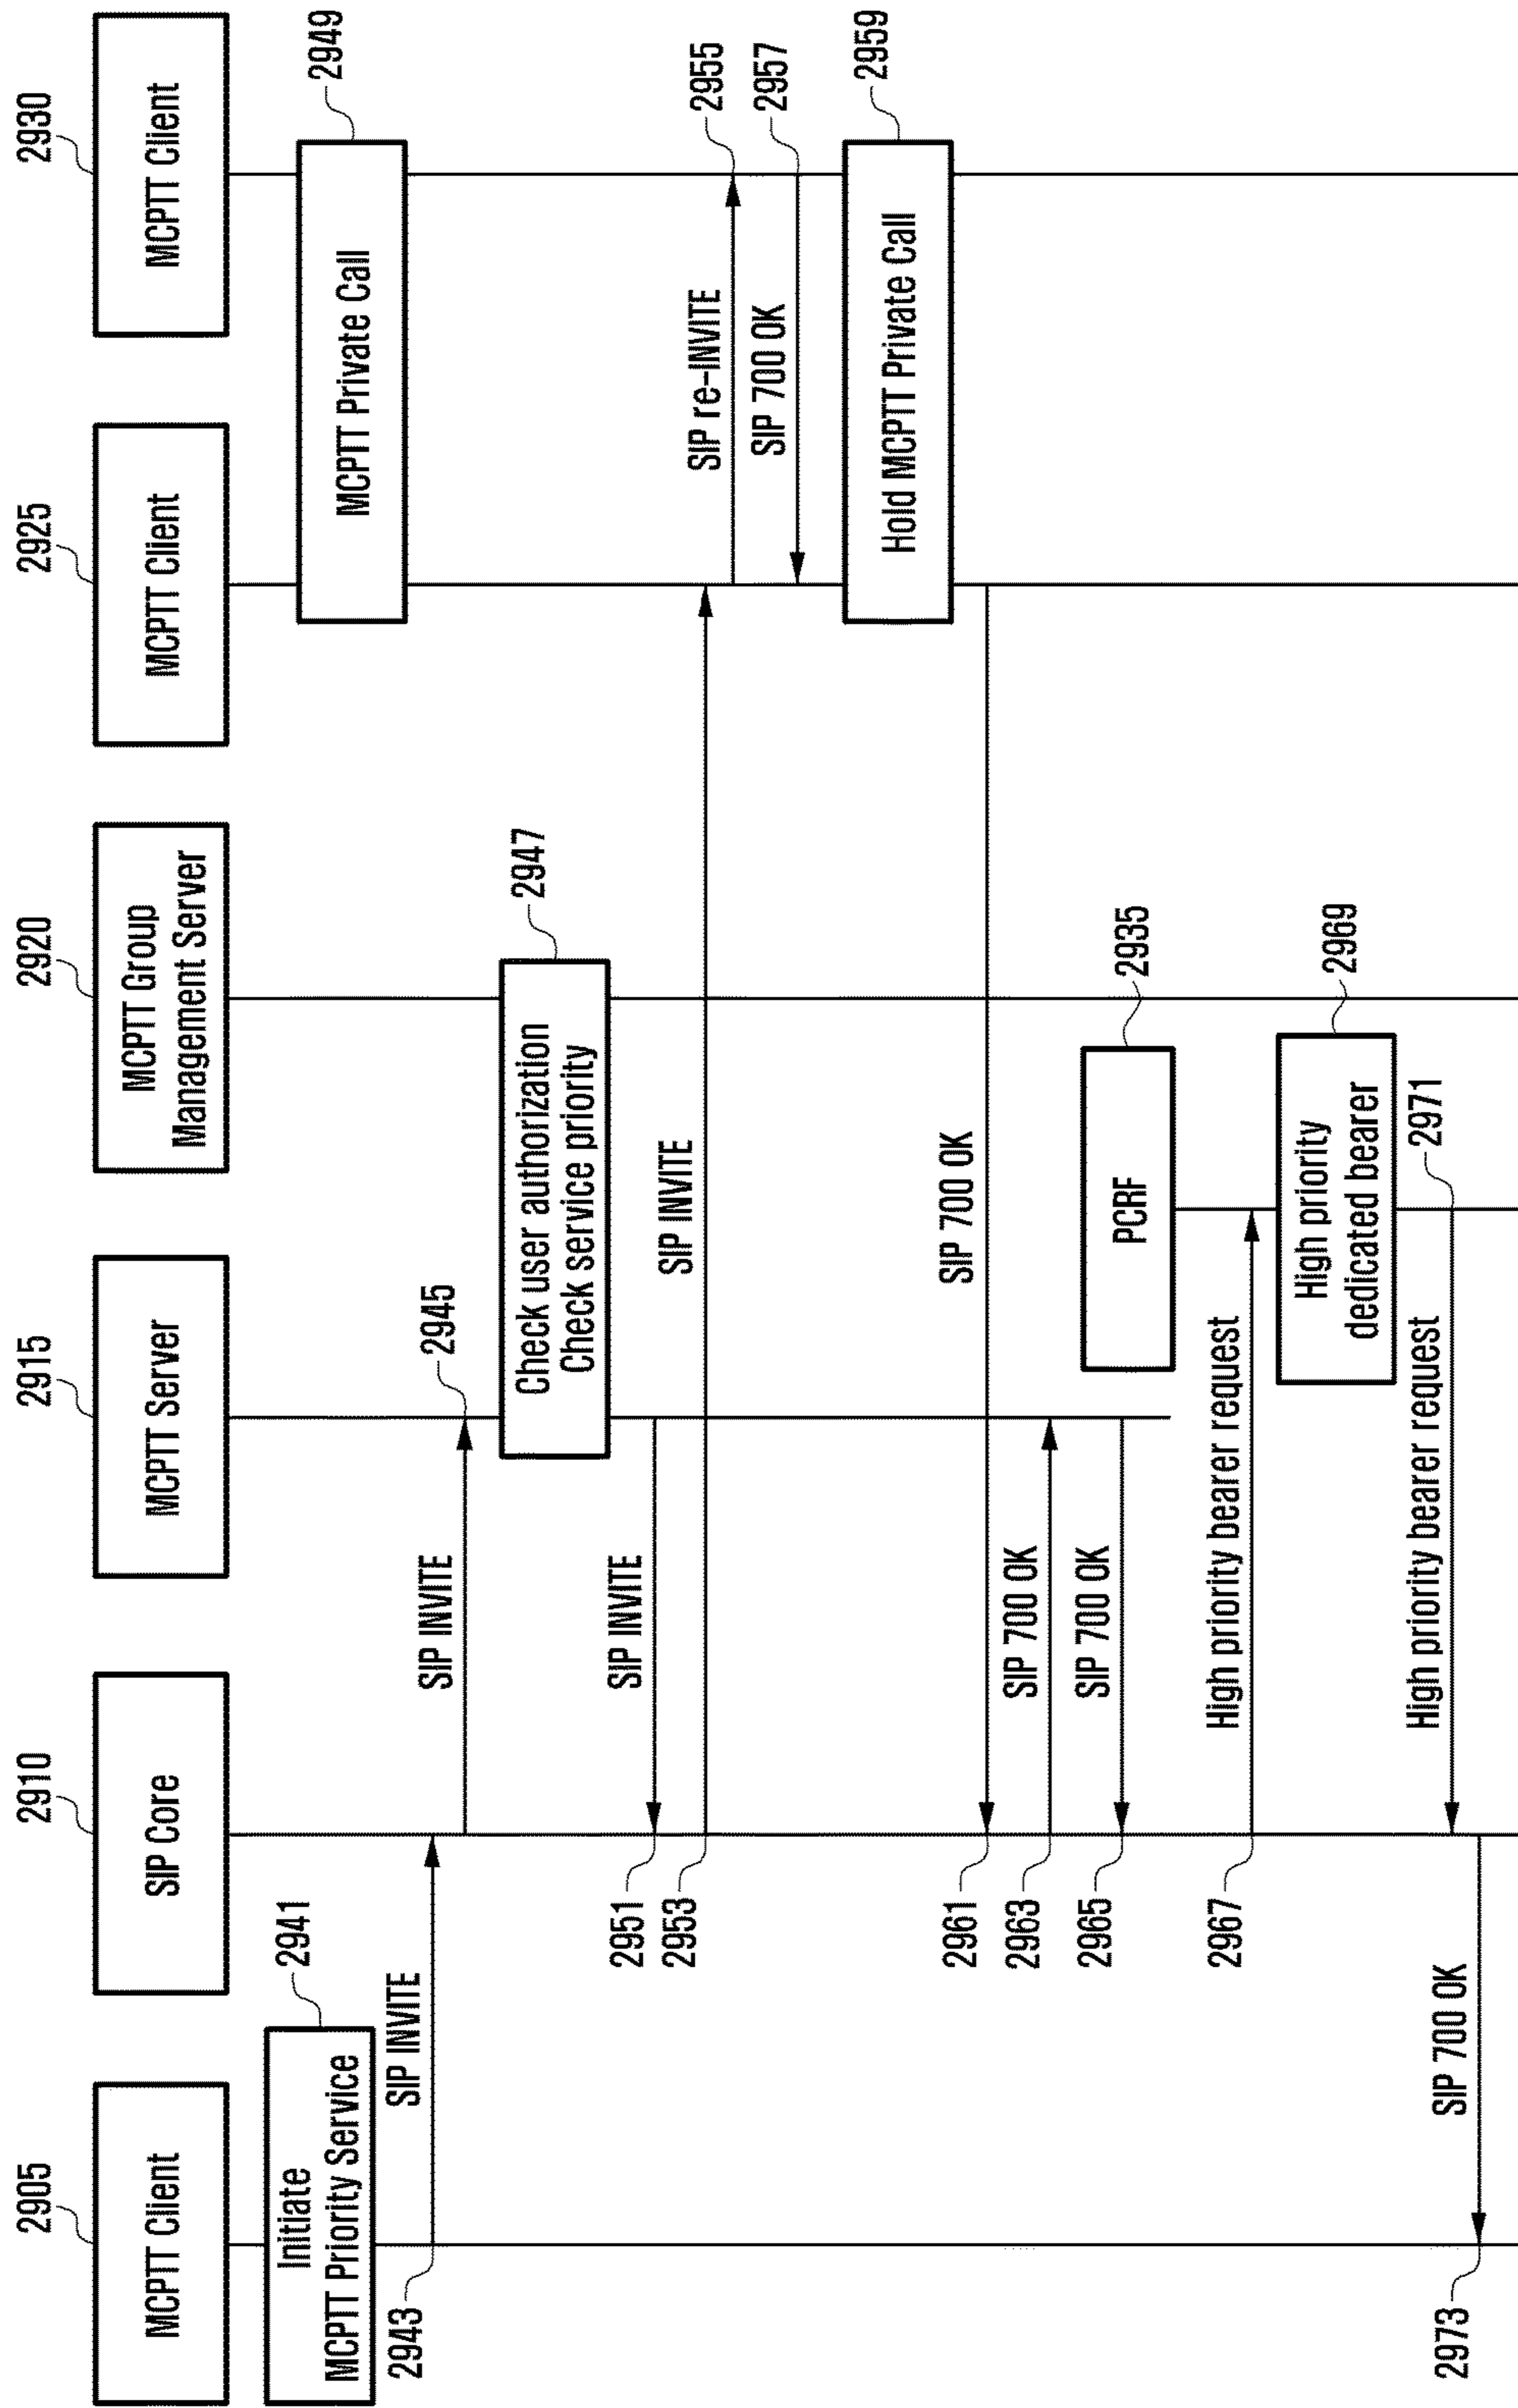 2905
2910
2915
2920
2925
2930
MCPTT Client
SIP Core
MCPTT Server
MCPTT Group
Management Server
MCPTT Client
MCPTT Client
2941
Initiate
MCPTT Priority Service
MCPTT Private Call
2949
SIP INVITE
2943
SIP INVITE
2945
Check user authorization
Check service priority
2947
SIP INVITE
2951
SIP INVITE
2953
SIP re-INVITE
2955
SIP 700 OK
2957
Hold MCPTT Private Call
2959
SIP 700 OK
2961
SIP 700 OK
2963
SIP 700 OK
2965
PCRF
2935
High priority bearer request
2967
High priority
dedicated bearer
2969
High priority bearer request
2971
SIP 700 OK
2973